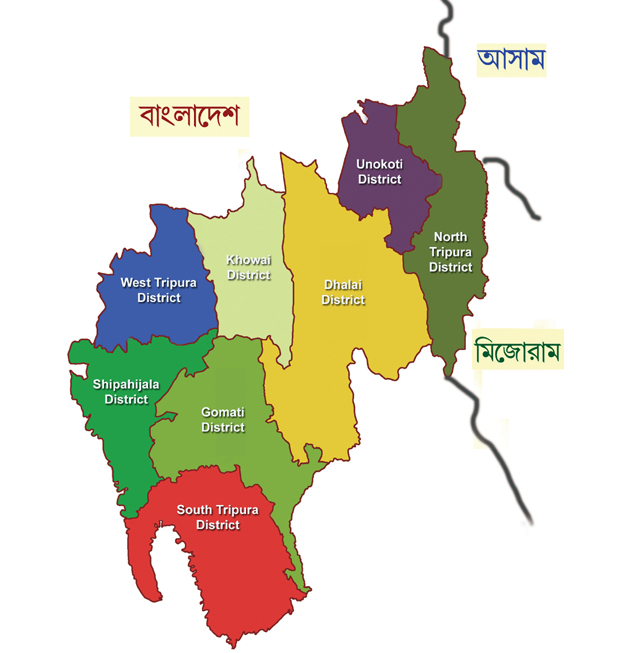 আসাম
বাংলাদেশ
Unokoti
District
North
Tripura
District
Khowai
District
West Tripura
District
Dhalai
District
মিজোরাম
Shipahijala
District
Gomati
District
South Tripura
District